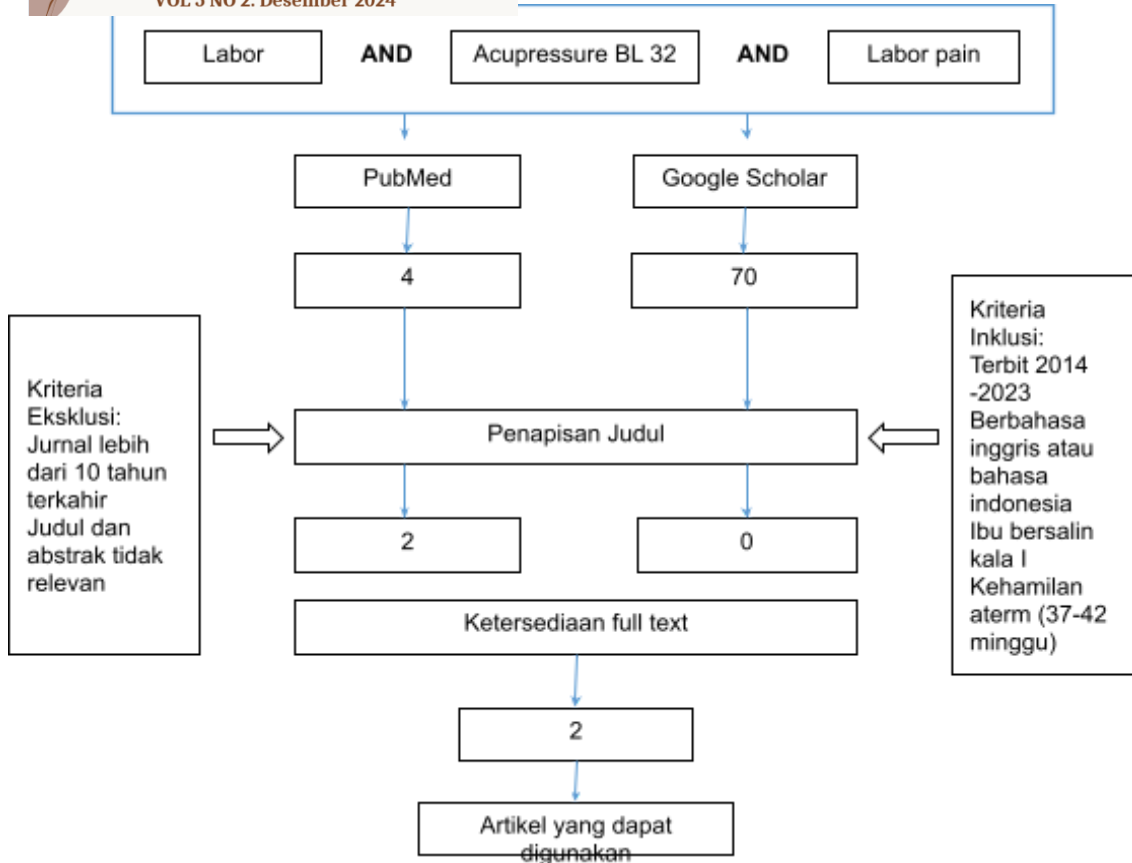 VOL 5 NO 2. Desember 2024
Labor AND Acupressure BL 32 AND Labor pain
PubMed
Google Scholar
4
70
Kriteria
Eksklusi:
Jurnal lebih
dari 10 tahun
terkahir
Judul dan
abstrak tidak
relevan
Kriteria
Inklusi:
Terbit 2014
-2023
Berbahasa
inggris atau
bahasa
indonesia
Ibu bersalin
kala I
Kehamilan
aterm (37-42
minggu)
Penapisan Judul
2
0
Ketersediaan full text
2
Artikel yang dapat
digunakan